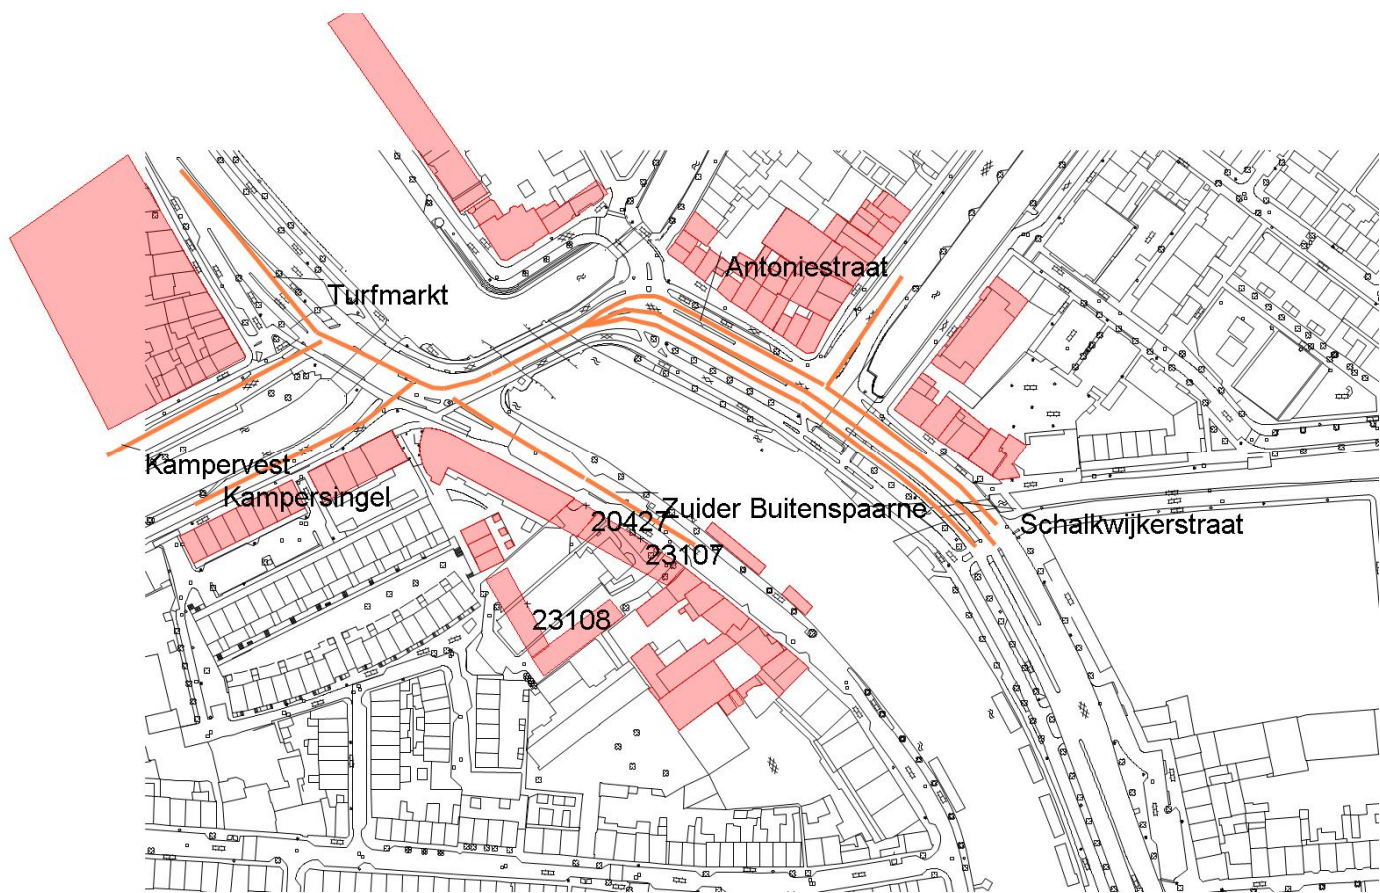 Antoniestraat
Turfmarkt
Kampervest
Kampersingel
Zuider Buitenspaarne
20427
Schalkwijkerstraat
23107
23108